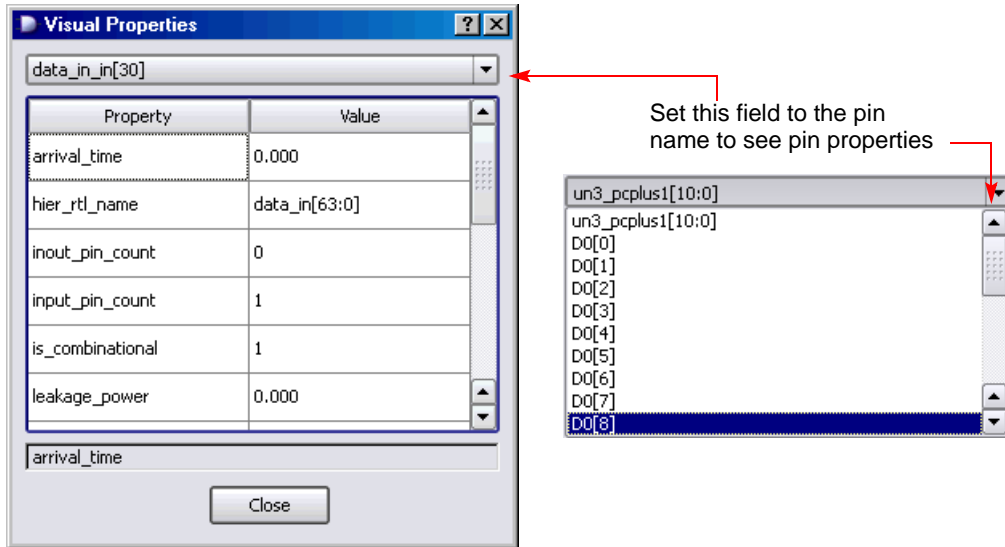 Visual Properties
data_in_in[30]
Property Value
arrival_time 0.000
hier_rtl_name data_in[63:0]
inout_pin_count 0
input_pin_count 1
is_combinational 1
leakage_power 0.000
arrival_time
Close
Set this field to the pin
name to see pin properties
un3_pcplus1[10:0]
un3_pcplus1[10:0]
D0[0]
D0[1]
D0[2]
D0[3]
D0[4]
D0[5]
D0[6]
D0[7]
D0[8]